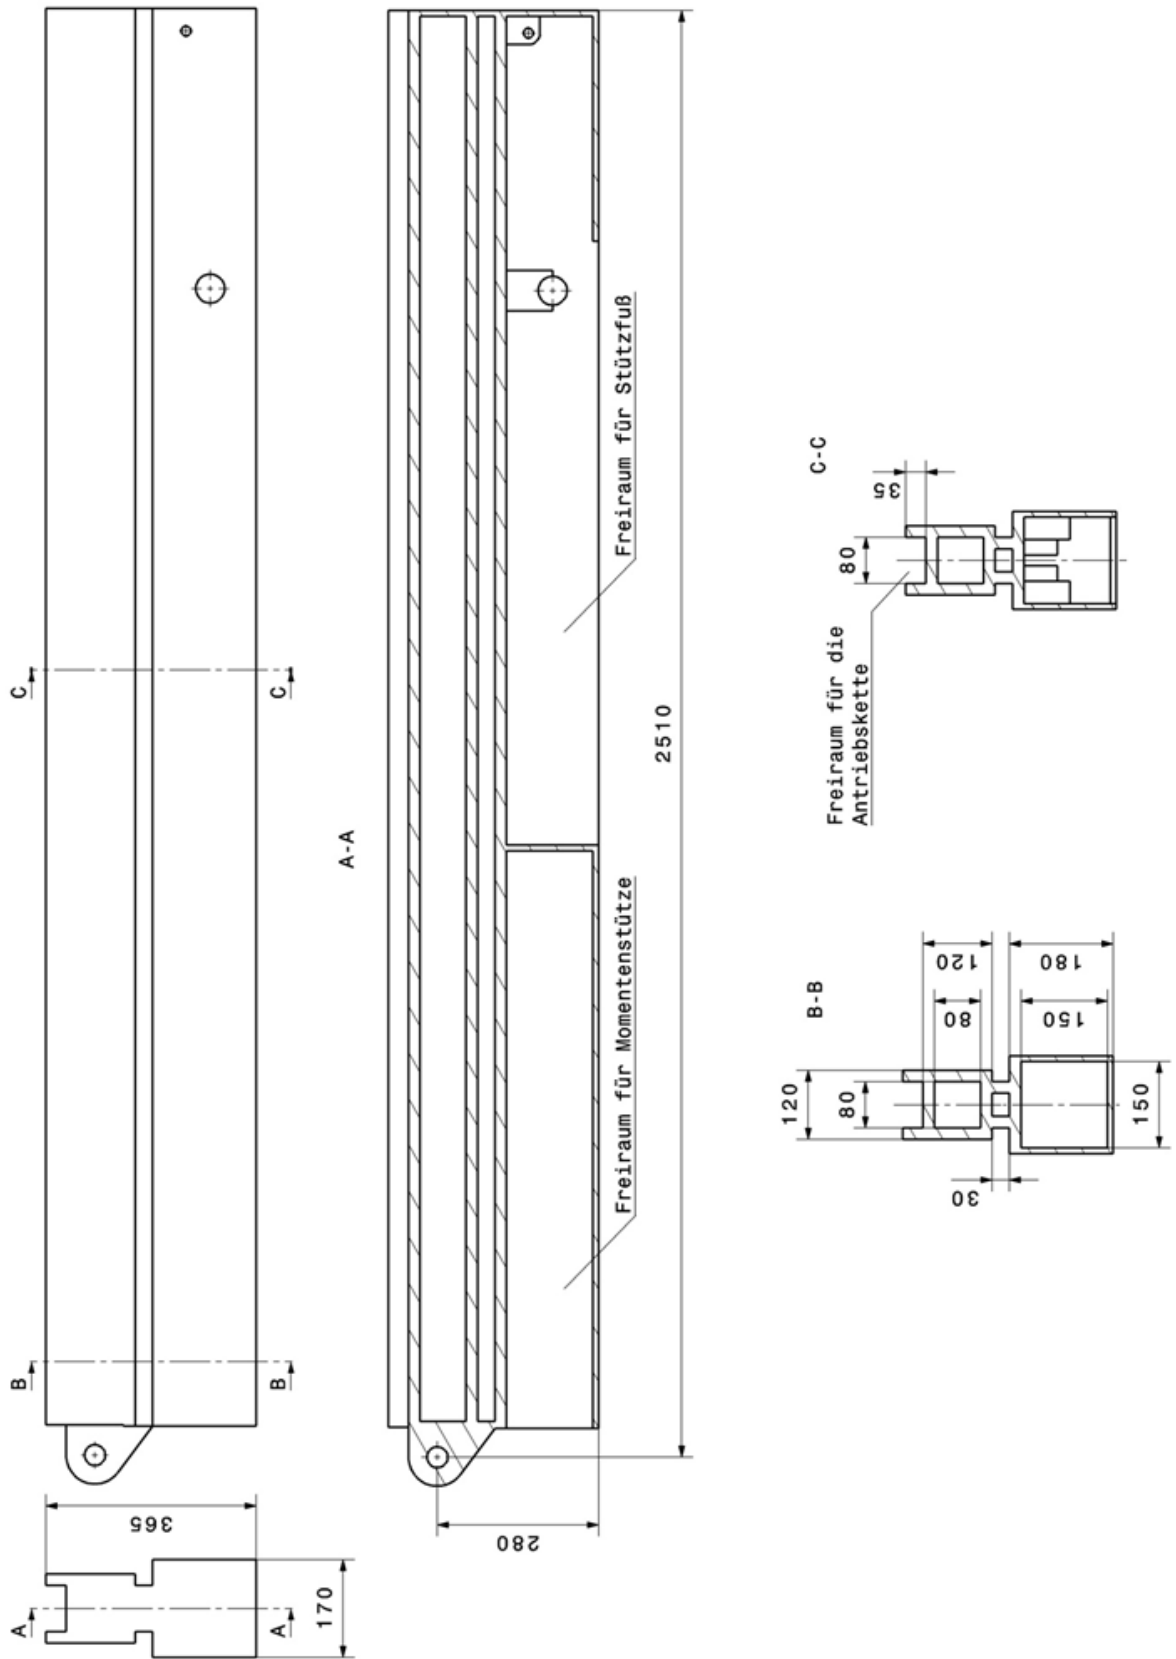 C
C
B
B
A
A
365
170
A-A
280
2510
Freiraum für Stützfuß
Freiraum für Momentenstütze
C-C
35
80
Freiraum für die
Antriebskette
B-B
120
80
120
80
180
150
150
30